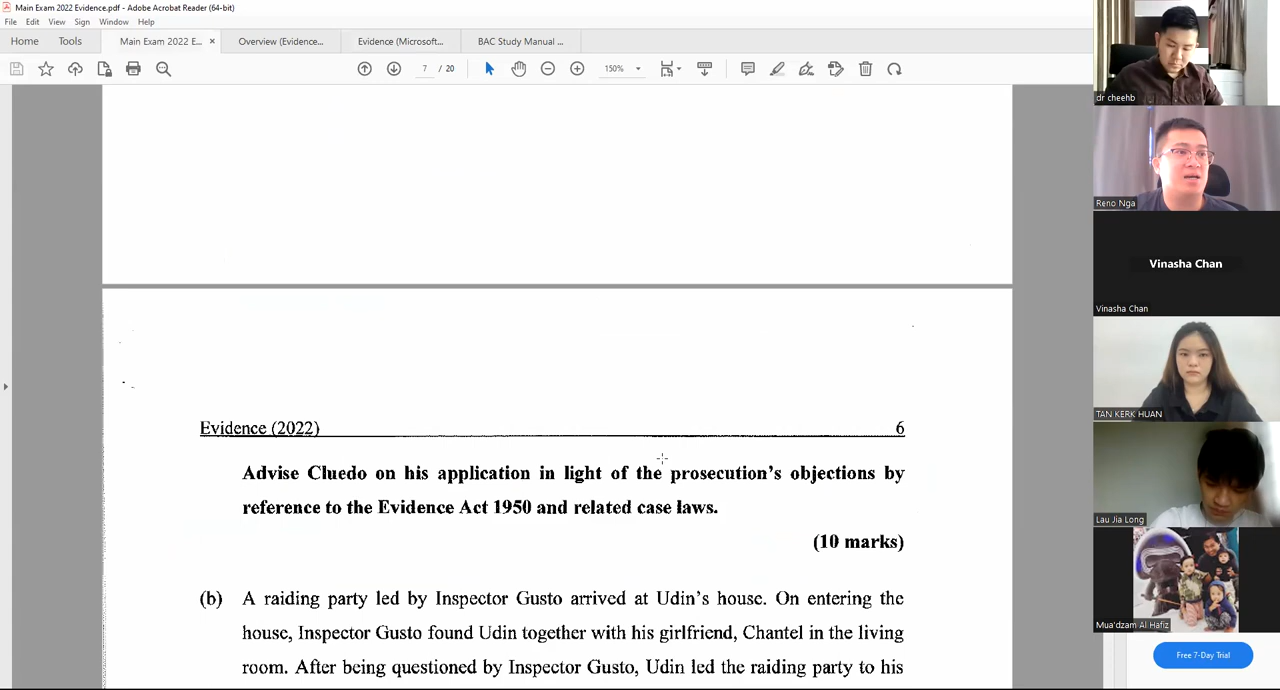 Main Exam 2022 Evidence.pdf - Adobe Acrobat Reader (64-bit)
File Edit View Sign Window Help
Home Tools Main Exam 2022 E... × Overview (Evidence... Evidence (Microsoft... BAC Study Manual ...
7 / 20 150%
dr cheehb
Reno Nga
Vinasha Chan
Vinasha Chan
TAN KERK HUAN
Lau Jia Long
Mua'dzam Al Hafiz
Free 7-Day Trial
Evidence (2022) 6
Advise Cluedo on his application in light of the prosecution's objections by
reference to the Evidence Act 1950 and related case laws.
(10 marks)
(b) A raiding party led by Inspector Gusto arrived at Udin's house. On entering the
house, Inspector Gusto found Udin together with his girlfriend, Chantel in the living
room. After being questioned by Inspector Gusto, Udin led the raiding party to his